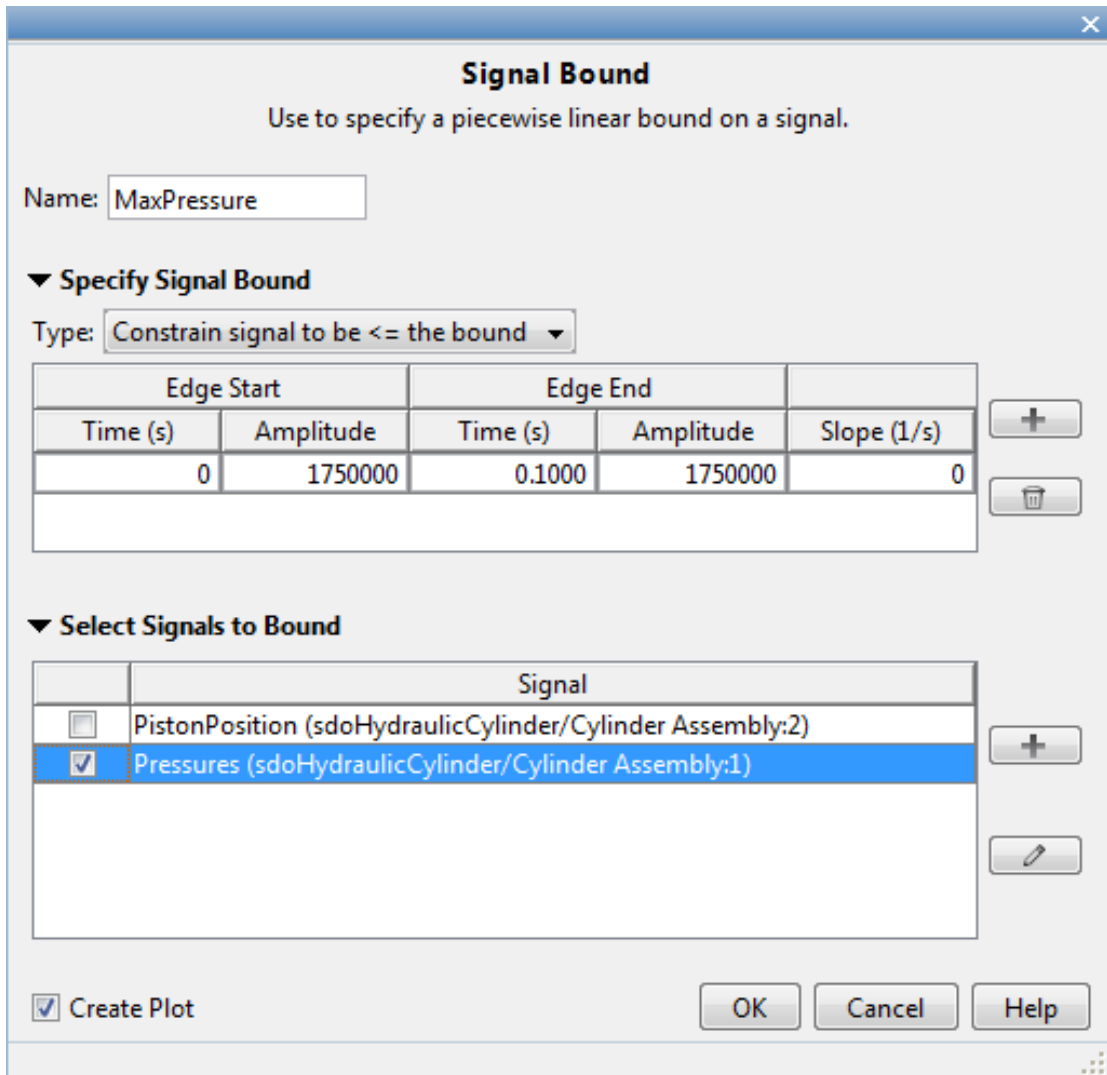 Signal Bound
Use to specify a piecewise linear bound on a signal.
Name: MaxPressure
Specify Signal Bound
Type: Constrain signal to be <= the bound
Edge Start Edge End
Time (s) Amplitude Time (s) Amplitude Slope (1/s)
0 1750000 0.1000 1750000 0
Select Signals to Bound
Signal
PistonPosition (sdoHydraulicCylinder/Cylinder Assembly:2)
Pressures (sdoHydraulicCylinder/Cylinder Assembly:1)
Create Plot OK Cancel Help